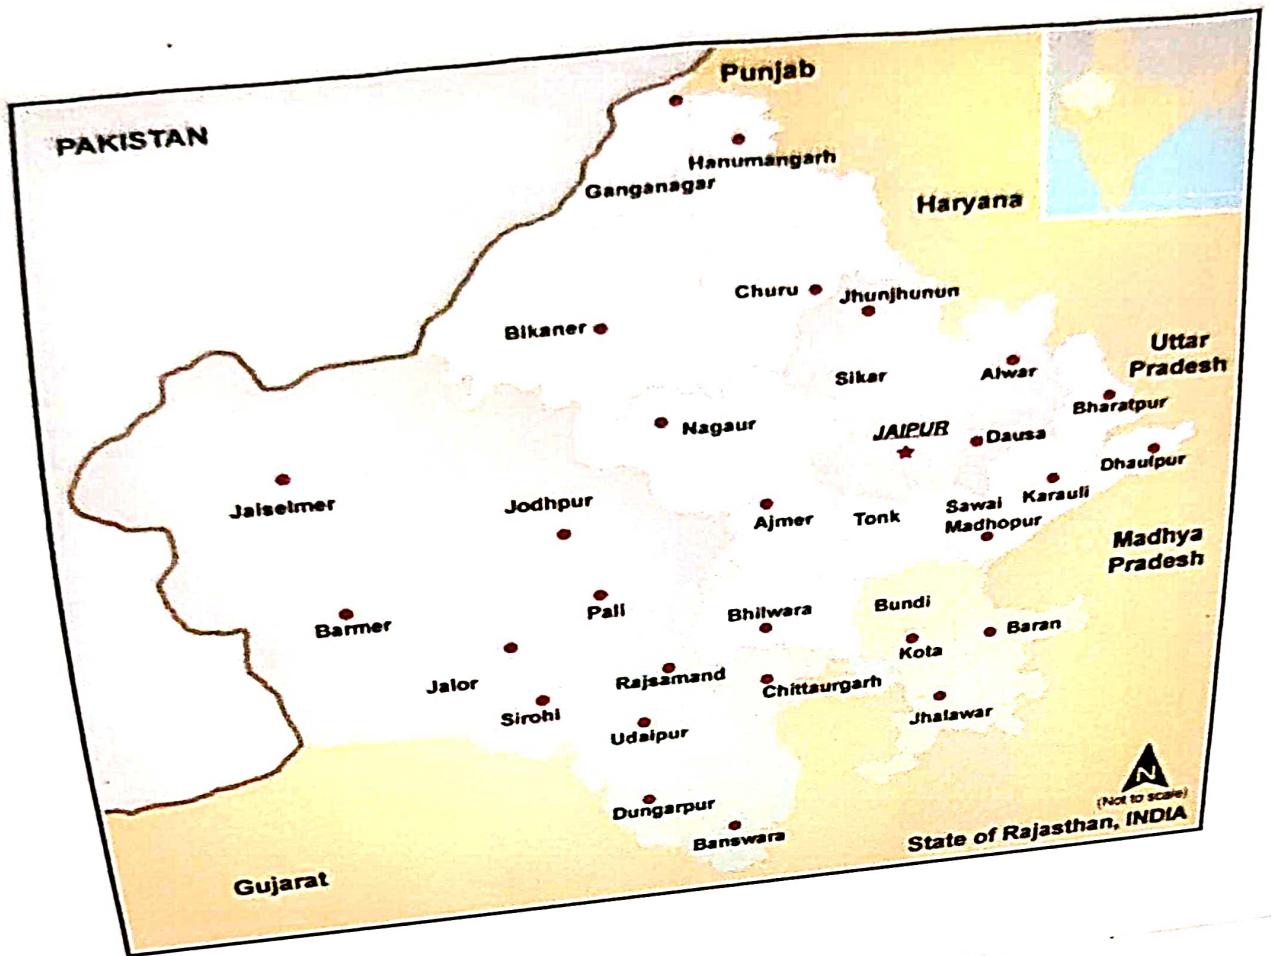 Punjab
PAKISTAN
Hanumangarh
Ganganagar
Haryana
Churu
Jhunjhunun
Bikaner
Uttar
Pradesh
Sikar
Alwar
Bharatpur
Nagaur
JAIPUR
Dausa
Dhaulpur
Jaiselmer
Jodhpur
Ajmer
Tonk
Sawai
Madhopur
Karauli
Madhya
Pradesh
Barmer
Pali
Bhilwara
Bundi
Baran
Kota
Jalor
Rajsamand
Chittaurgarh
Sirohi
Udaipur
Jhalawar
Dungarpur
Banswara
N
(Not to scale)
State of Rajasthan, INDIA
Gujarat